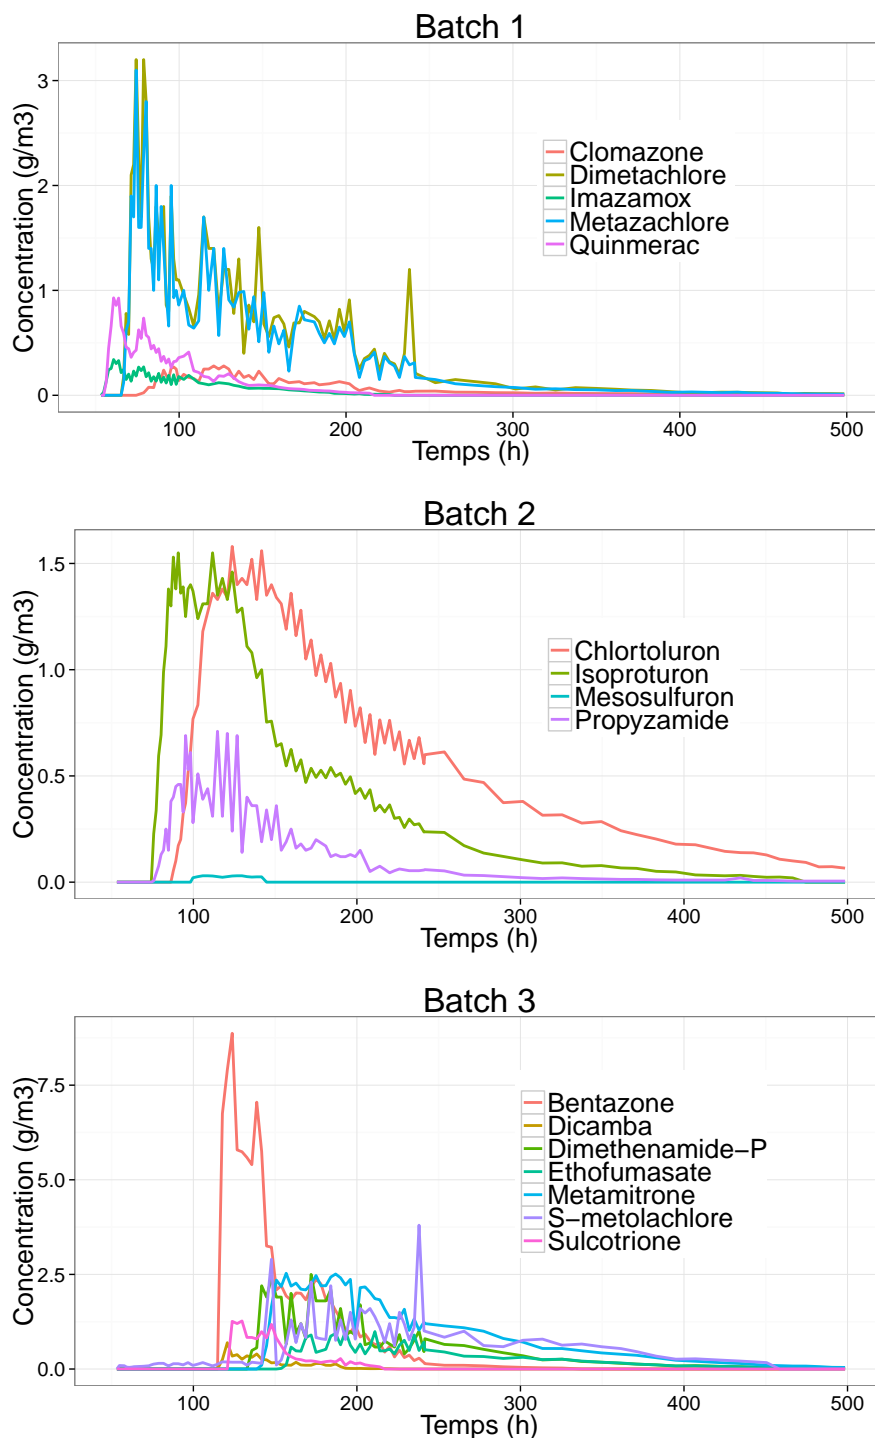 Batch 1
Concentration (g/m3)
3
2
1
0
Clomazone
Dimetachlore
Imazamox
Metazachlore
Quinmerac
100 200 300 400 500
Temps (h)
Batch 2
Concentration (g/m3)
1.5
1.0
0.5
0.0
Chlortoluron
Isoproturon
Mesosulfuron
Propyzamide
100 200 300 400 500
Temps (h)
Batch 3
Concentration (g/m3)
7.5
5.0
2.5
0.0
Bentazone
Dicamba
Dimethenamide−P
Ethofumasate
Metamitrone
S−metolachlore
Sulcotrione
100 200 300 400 500
Temps (h)